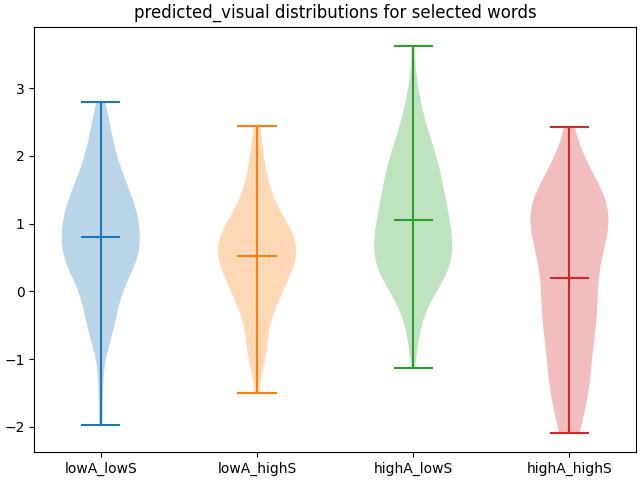 predicted_visual distributions for selected words
3
2
1
0
−1
−2
lowA_lowS
lowA_highS
highA_lowS
highA_highS